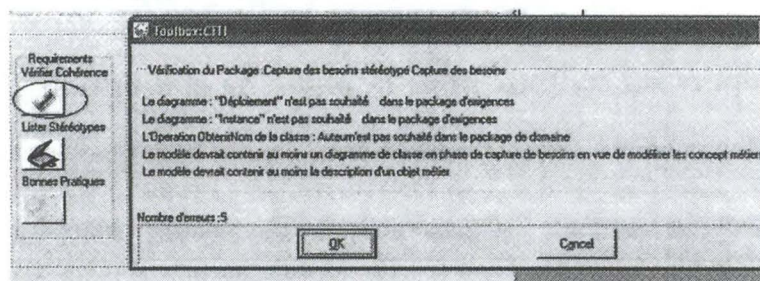 Toolbox:CITI
Requirements
Vérifier Cohérence
Lister Stéréotypes
Bonnes Pratiques
Vérification du Package :Capture des besoins stéréotypé Capture des besoins
Le diagramme : "Déploiement" n'est pas souhaité dans le package d'exigences
Le diagramme : "Instance" n'est pas souhaité dans le package d'exigences
L'Operation ObtenirNom de la classe : Auteurn'est pas souhaité dans le package de domaine
Le modèle devrait contenir au moins un diagramme de classe en phase de capture de besoins en vue de modéliser les concept métier
Le modèle devrait contenir au moins la description d'un objet métier
Nombre d'erreurs :5
OK
Cancel